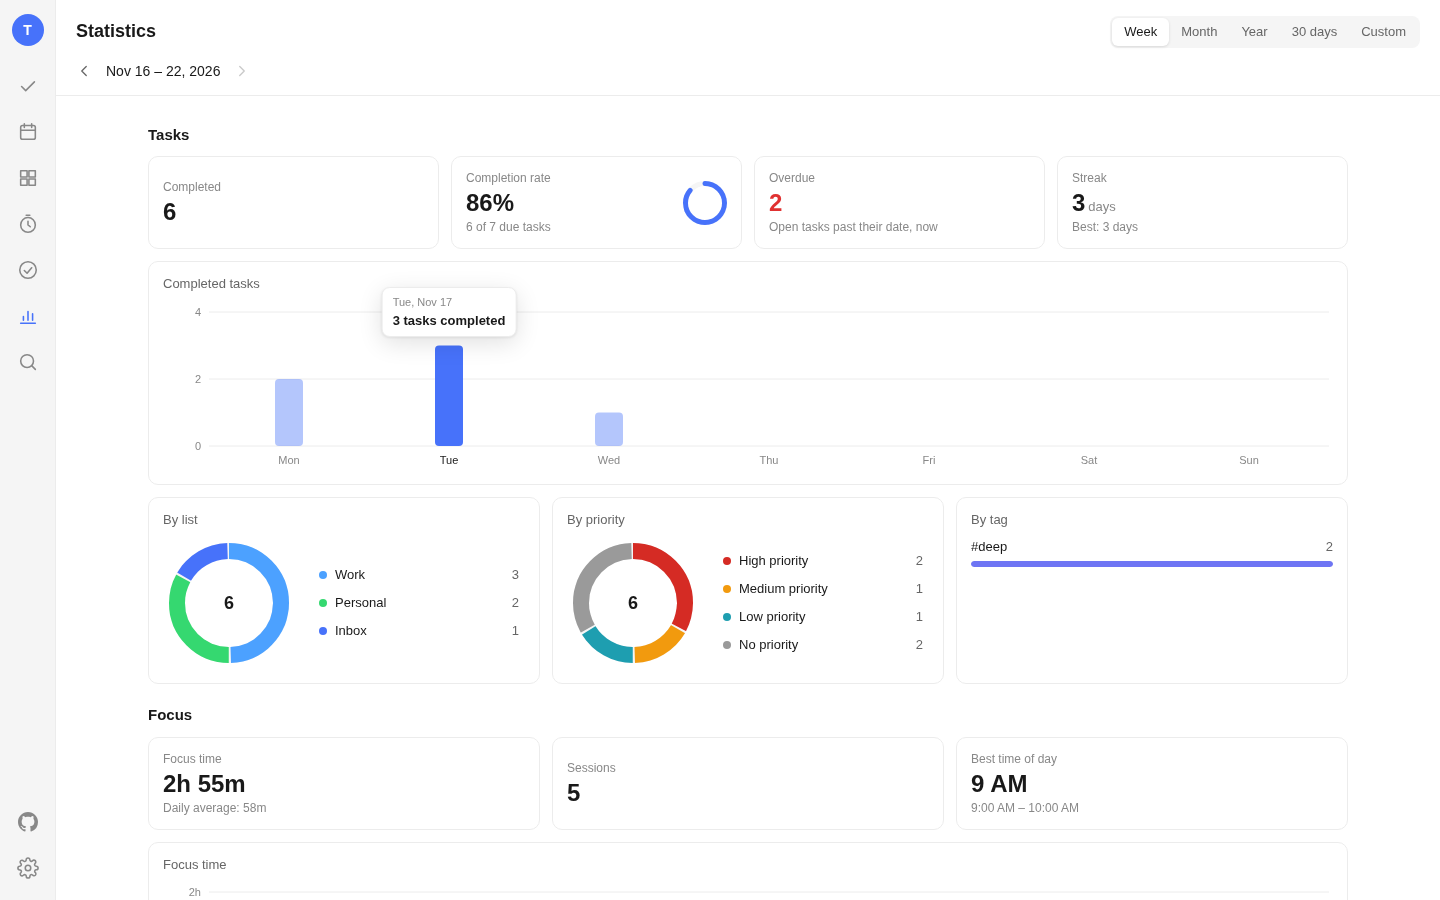 T
Statistics
Week Month Year 30 days Custom
Nov 16 – 22, 2026
Tasks
Completed
6
Completion rate
86%
6 of 7 due tasks
Overdue
2
Open tasks past their date, now
Streak
3 days
Best: 3 days
Completed tasks
Tue, Nov 17
3 tasks completed
4
2
0
Mon Tue Wed Thu Fri Sat Sun
By list
6
Work 3
Personal 2
Inbox 1
By priority
6
High priority 2
Medium priority 1
Low priority 1
No priority 2
By tag
#deep 2
Focus
Focus time
2h 55m
Daily average: 58m
Sessions
5
Best time of day
9 AM
9:00 AM – 10:00 AM
Focus time
2h